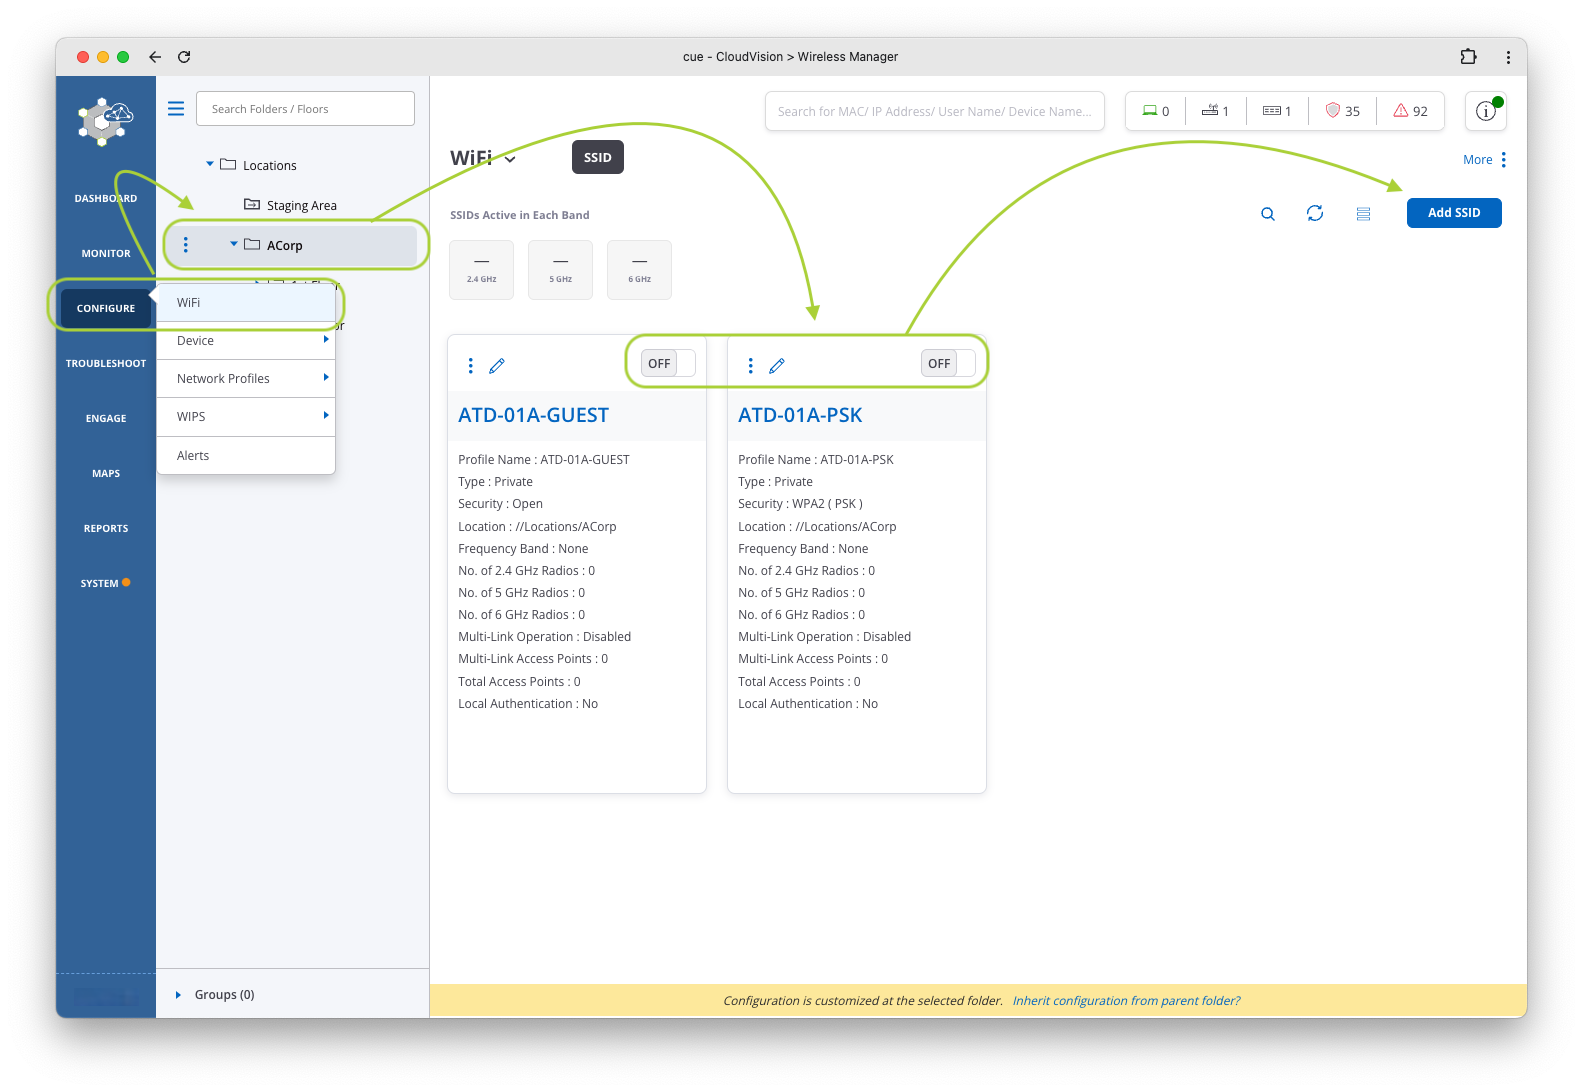 cue - CloudVision > Wireless Manager
Search Folders / Floors
Search for MAC/ IP Address/ User Name/ Device Name...
0
1
1
35
92
Locations
WiFi
SSID
More
DASHBOARD
Staging Area
SSIDs Active in Each Band
Add SSID
MONITOR
ACorp
—
2.4 GHz
—
5 GHz
—
6 GHz
CONFIGURE
WiFi
Device
Network Profiles
WIPS
Alerts
TROUBLESHOOT
ENGAGE
MAPS
REPORTS
SYSTEM
OFF
ATD-01A-GUEST
Profile Name : ATD-01A-GUEST
Type : Private
Security : Open
Location : //Locations/ACorp
Frequency Band : None
No. of 2.4 GHz Radios : 0
No. of 5 GHz Radios : 0
No. of 6 GHz Radios : 0
Multi-Link Operation : Disabled
Multi-Link Access Points : 0
Total Access Points : 0
Local Authentication : No
OFF
ATD-01A-PSK
Profile Name : ATD-01A-PSK
Type : Private
Security : WPA2 ( PSK )
Location : //Locations/ACorp
Frequency Band : None
No. of 2.4 GHz Radios : 0
No. of 5 GHz Radios : 0
No. of 6 GHz Radios : 0
Multi-Link Operation : Disabled
Multi-Link Access Points : 0
Total Access Points : 0
Local Authentication : No
Groups (0)
Configuration is customized at the selected folder. Inherit configuration from parent folder?